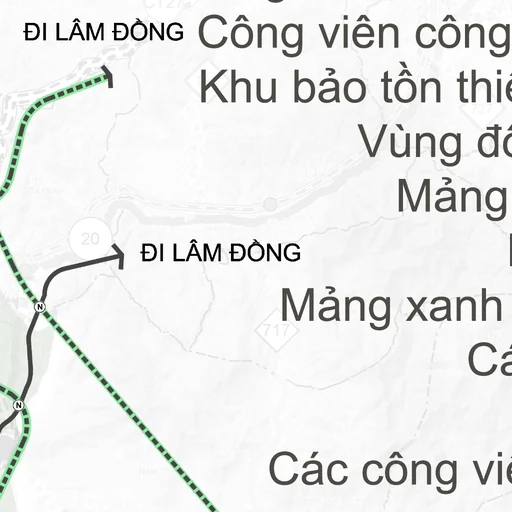 ĐI LÂM ĐỒNG
Công viên công
Khu bảo tồn thiê
Vùng đô
Mảng
20
ĐI LÂM ĐỒNG
N
Mảng xanh
717
Cá
N
Các công viê